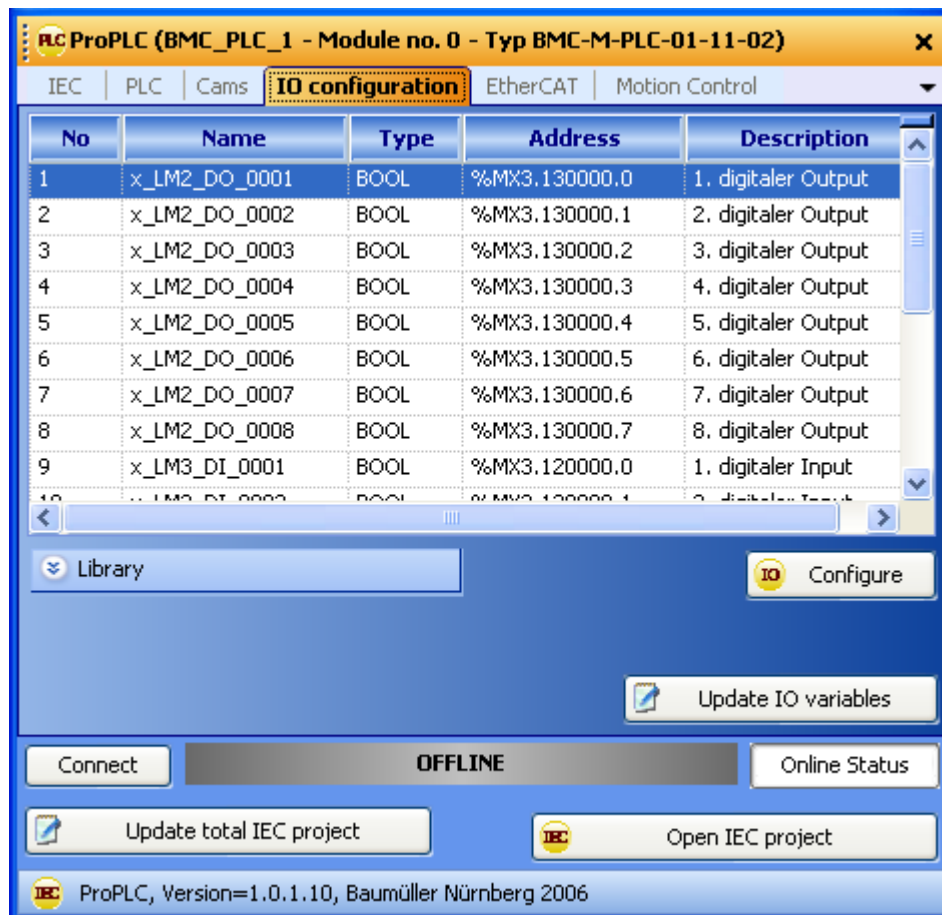 PLC ProPLC (BMC_PLC_1 - Module no. 0 - Typ BMC-M-PLC-01-11-02)
IEC PLC Cams IO configuration EtherCAT Motion Control
No Name Type Address Description
1 x_LM2_DO_0001 BOOL %MX3.130000.0 1. digitaler Output
2 x_LM2_DO_0002 BOOL %MX3.130000.1 2. digitaler Output
3 x_LM2_DO_0003 BOOL %MX3.130000.2 3. digitaler Output
4 x_LM2_DO_0004 BOOL %MX3.130000.3 4. digitaler Output
5 x_LM2_DO_0005 BOOL %MX3.130000.4 5. digitaler Output
6 x_LM2_DO_0006 BOOL %MX3.130000.5 6. digitaler Output
7 x_LM2_DO_0007 BOOL %MX3.130000.6 7. digitaler Output
8 x_LM2_DO_0008 BOOL %MX3.130000.7 8. digitaler Output
9 x_LM3_DI_0001 BOOL %MX3.120000.0 1. digitaler Input
Library
IO Configure
Update IO variables
Connect OFFLINE Online Status
Update total IEC project IEC Open IEC project
IEC ProPLC, Version=1.0.1.10, Baumüller Nürnberg 2006